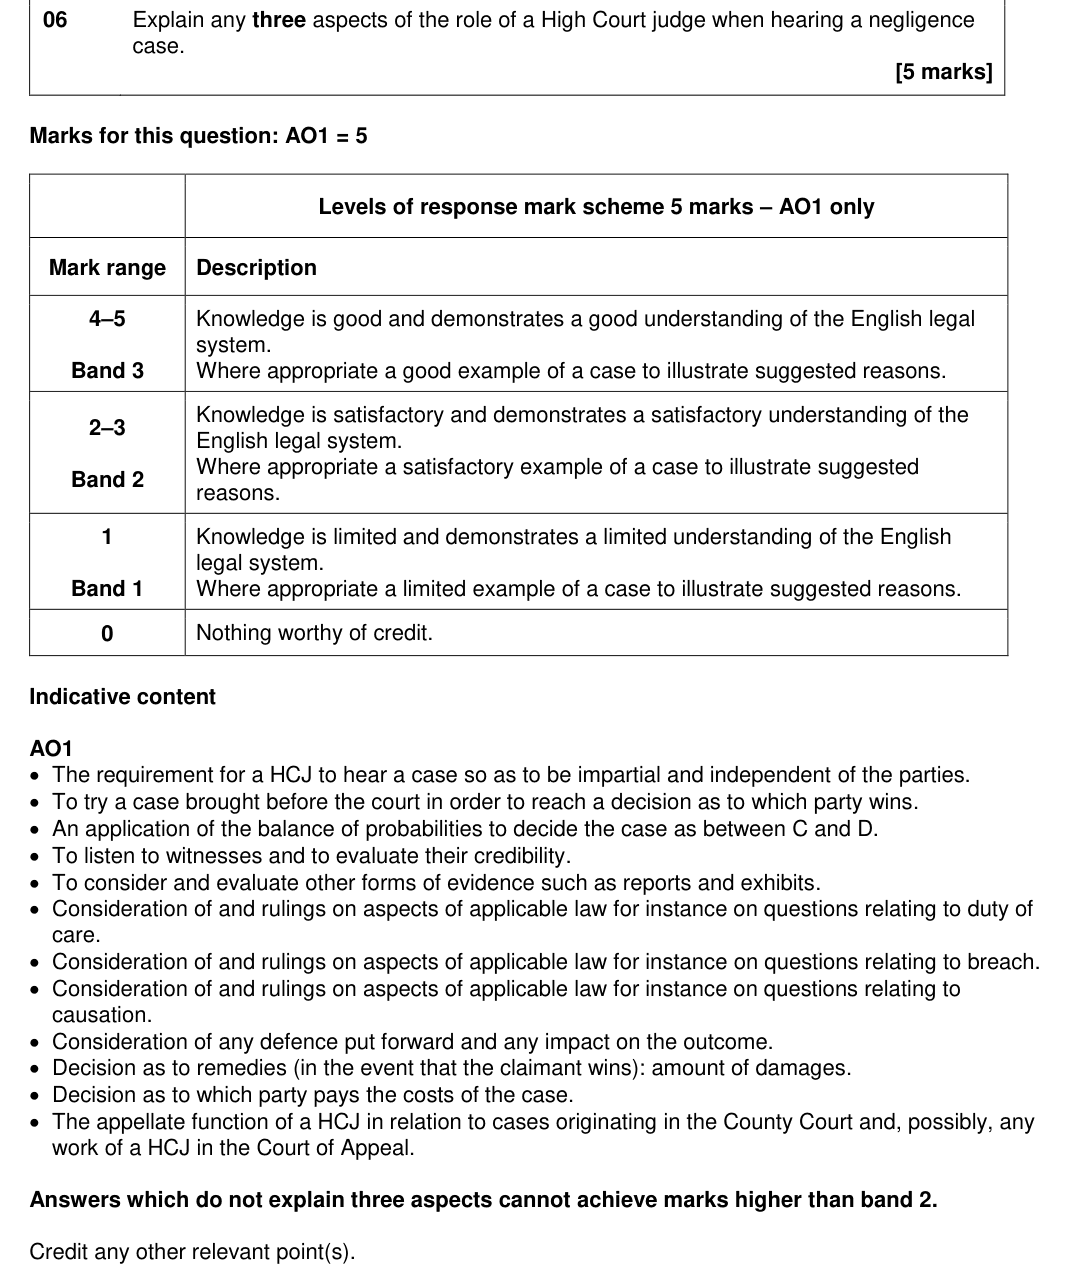 06 Explain any three aspects of the role of a High Court judge when hearing a negligence
case.
[5 marks]
Marks for this question: AO1 = 5
Levels of response mark scheme 5 marks – AO1 only
Mark range Description
4–5 Knowledge is good and demonstrates a good understanding of the English legal
system.
Band 3 Where appropriate a good example of a case to illustrate suggested reasons.
2–3 Knowledge is satisfactory and demonstrates a satisfactory understanding of the
English legal system.
Band 2 Where appropriate a satisfactory example of a case to illustrate suggested
reasons.
1 Knowledge is limited and demonstrates a limited understanding of the English
legal system.
Band 1 Where appropriate a limited example of a case to illustrate suggested reasons.
0 Nothing worthy of credit.
Indicative content
AO1
• The requirement for a HCJ to hear a case so as to be impartial and independent of the parties.
• To try a case brought before the court in order to reach a decision as to which party wins.
• An application of the balance of probabilities to decide the case as between C and D.
• To listen to witnesses and to evaluate their credibility.
• To consider and evaluate other forms of evidence such as reports and exhibits.
• Consideration of and rulings on aspects of applicable law for instance on questions relating to duty of
care.
• Consideration of and rulings on aspects of applicable law for instance on questions relating to breach.
• Consideration of and rulings on aspects of applicable law for instance on questions relating to
causation.
• Consideration of any defence put forward and any impact on the outcome.
• Decision as to remedies (in the event that the claimant wins): amount of damages.
• Decision as to which party pays the costs of the case.
• The appellate function of a HCJ in relation to cases originating in the County Court and, possibly, any
work of a HCJ in the Court of Appeal.
Answers which do not explain three aspects cannot achieve marks higher than band 2.
Credit any other relevant point(s).